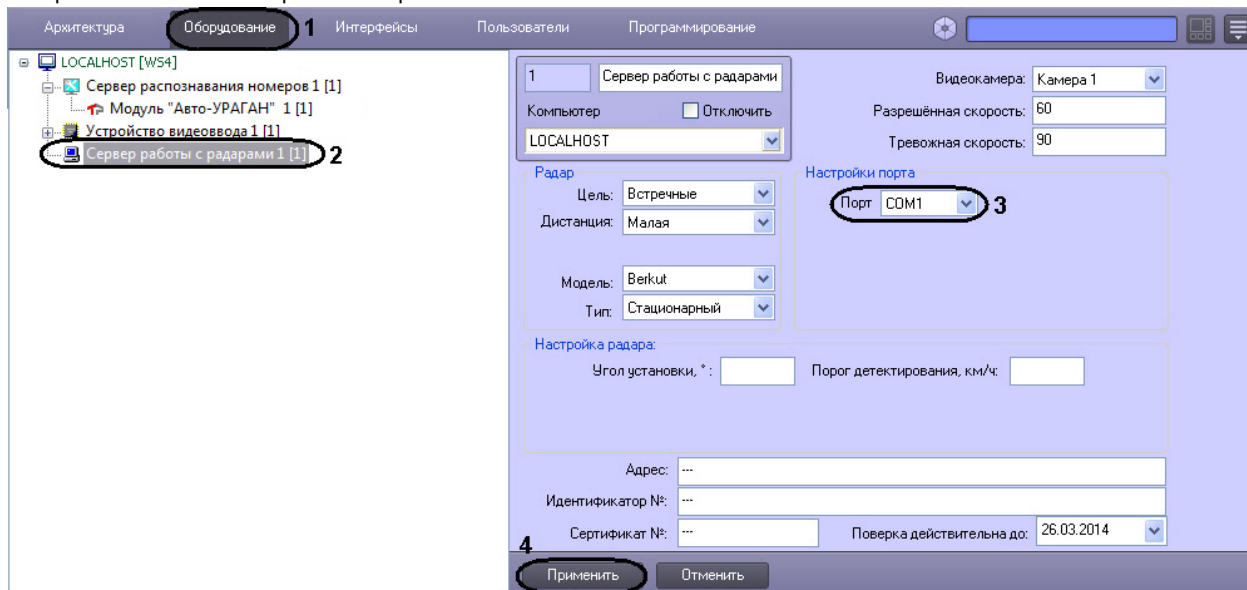 Архитектура Оборудование 1 Интерфейсы Пользователи Программирование
LOCALHOST [WS4]
Сервер распознавания номеров 1 [1]
Модуль "Авто-УРАГАН" 1 [1]
Устройство видеоввода 1 [1]
Сервер работы с радарами 1 [1] 2
1 Сервер работы с радарами
Компьютер Отключить
LOCALHOST
Видеокамера: Камера 1
Разрешённая скорость: 60
Тревожная скорость: 90
Радар
Цель: Встречные
Дистанция: Малая
Модель: Berkut
Тип: Стационарный
Настройки порта
Порт COM1 3
Настройка радара:
Угол установки, ° : Порог детектирования, км/ч:
Адрес: ---
Идентификатор №: ---
Сертификат №: --- Поверка действительна до: 26.03.2014
4
Применить Отменить